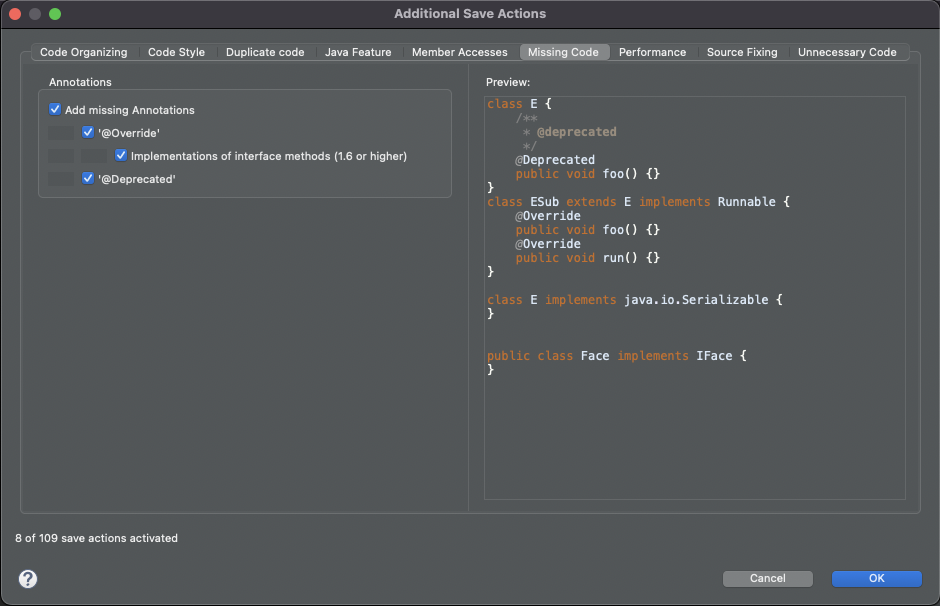 Additional Save Actions
Code Organizing Code Style Duplicate code Java Feature Member Accesses Missing Code Performance Source Fixing Unnecessary Code
Annotations
Add missing Annotations
'@Override'
Implementations of interface methods (1.6 or higher)
'@Deprecated'
Preview:
class E {
    /**
     * @deprecated
     */
    @Deprecated
    public void foo() {}
}
class ESub extends E implements Runnable {
    @Override
    public void foo() {}
    @Override
    public void run() {}
}
class E implements java.io.Serializable {
}
public class Face implements IFace {
}
8 of 109 save actions activated
?
Cancel
OK